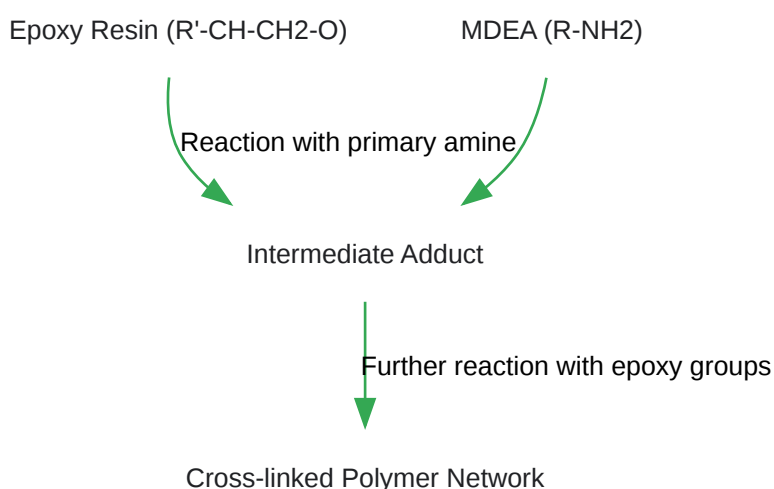 Epoxy Resin (R'-CH-CH2-O)
MDEA (R-NH2)
Reaction with primary amine
Intermediate Adduct
Further reaction with epoxy groups
Cross-linked Polymer Network